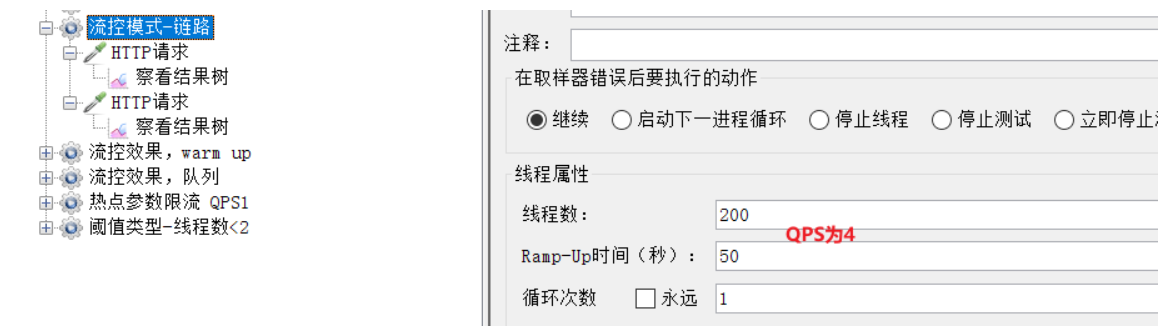 流控模式-链路
HTTP请求
察看结果树
HTTP请求
察看结果树
流控效果，warm up
流控效果，队列
热点参数限流 QPS1
阈值类型-线程数<2
注释：
在取样器错误后要执行的动作
继续 启动下一进程循环 停止线程 停止测试 立即停止
线程属性
线程数： 200
QPS为4
Ramp-Up时间（秒）： 50
循环次数 永远 1